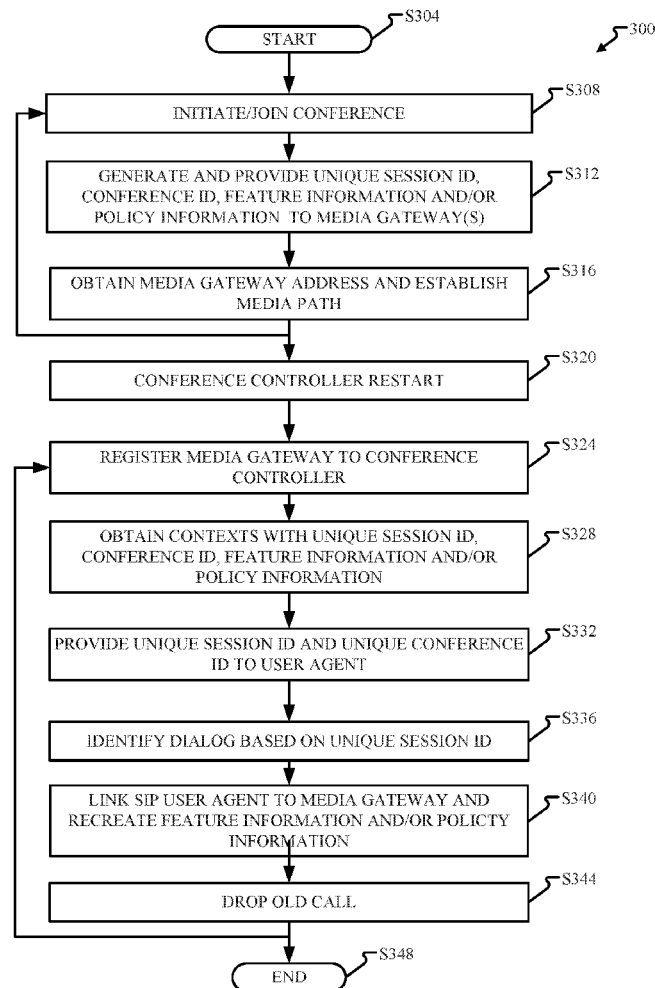 START
S304
300
INITIATE/JOIN CONFERENCE
S308
GENERATE AND PROVIDE UNIQUE SESSION ID,
CONFERENCE ID, FEATURE INFORMATION AND/OR
POLICY INFORMATION TO MEDIA GATEWAY(S)
S312
OBTAIN MEDIA GATEWAY ADDRESS AND ESTABLISH
MEDIA PATH
S316
CONFERENCE CONTROLLER RESTART
S320
REGISTER MEDIA GATEWAY TO CONFERENCE
CONTROLLER
S324
OBTAIN CONTEXTS WITH UNIQUE SESSION ID,
CONFERENCE ID, FEATURE INFORMATION AND/OR
POLICY INFORMATION
S328
PROVIDE UNIQUE SESSION ID AND UNIQUE CONFERENCE
ID TO USER AGENT
S332
IDENTIFY DIALOG BASED ON UNIQUE SESSION ID
S336
LINK SIP USER AGENT TO MEDIA GATEWAY AND
RECREATE FEATURE INFORMATION AND/OR POLICTY
INFORMATION
S340
DROP OLD CALL
S344
END
S348